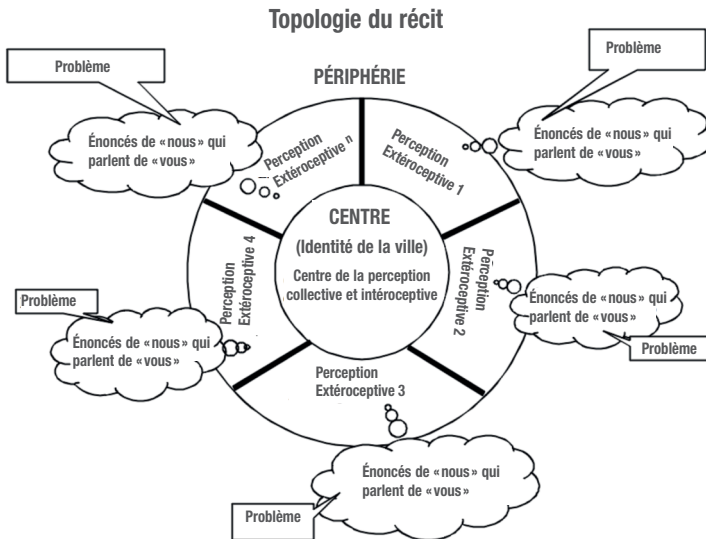 Topologie du récit
Problème
Problème
PÉRIPHÉRIE
Énoncés de «nous» qui
parlent de «vous»
Perception
Extéroceptive n
Perception
Extéroceptive 1
Énoncés de «nous» qui
parlent de «vous»
CENTRE
(Identité de la ville)
Centre de la perception
collective et intéroceptive
Perception
Extéroceptive 4
Perception
Extéroceptive 2
Problème
Énoncés de «nous» qui
parlent de «vous»
Énoncés de «nous» qui
parlent de «vous»
Problème
Perception
Extéroceptive 3
Énoncés de «nous» qui
parlent de «vous»
Problème